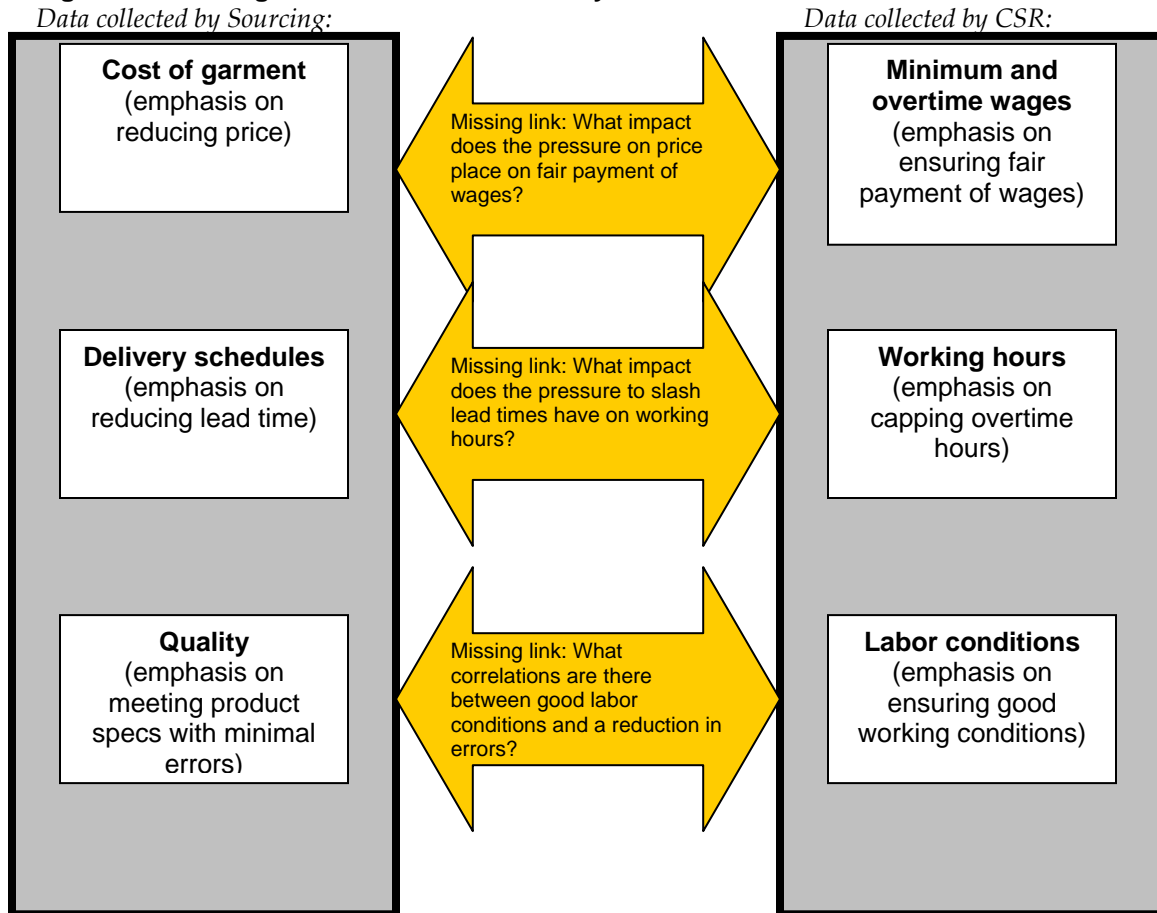 Data collected by Sourcing:
Data collected by CSR:
Cost of garment
(emphasis on
reducing price)
Missing link: What impact
does the pressure on price
place on fair payment of
wages?
Minimum and
overtime wages
(emphasis on
ensuring fair
payment of wages)
Delivery schedules
(emphasis on
reducing lead time)
Missing link: What impact
does the pressure to slash
lead times have on working
hours?
Working hours
(emphasis on
capping overtime
hours)
Quality
(emphasis on
meeting product
specs with minimal
errors)
Missing link: What
correlations are there
between good labor
conditions and a reduction in
errors?
Labor conditions
(emphasis on
ensuring good
working conditions)